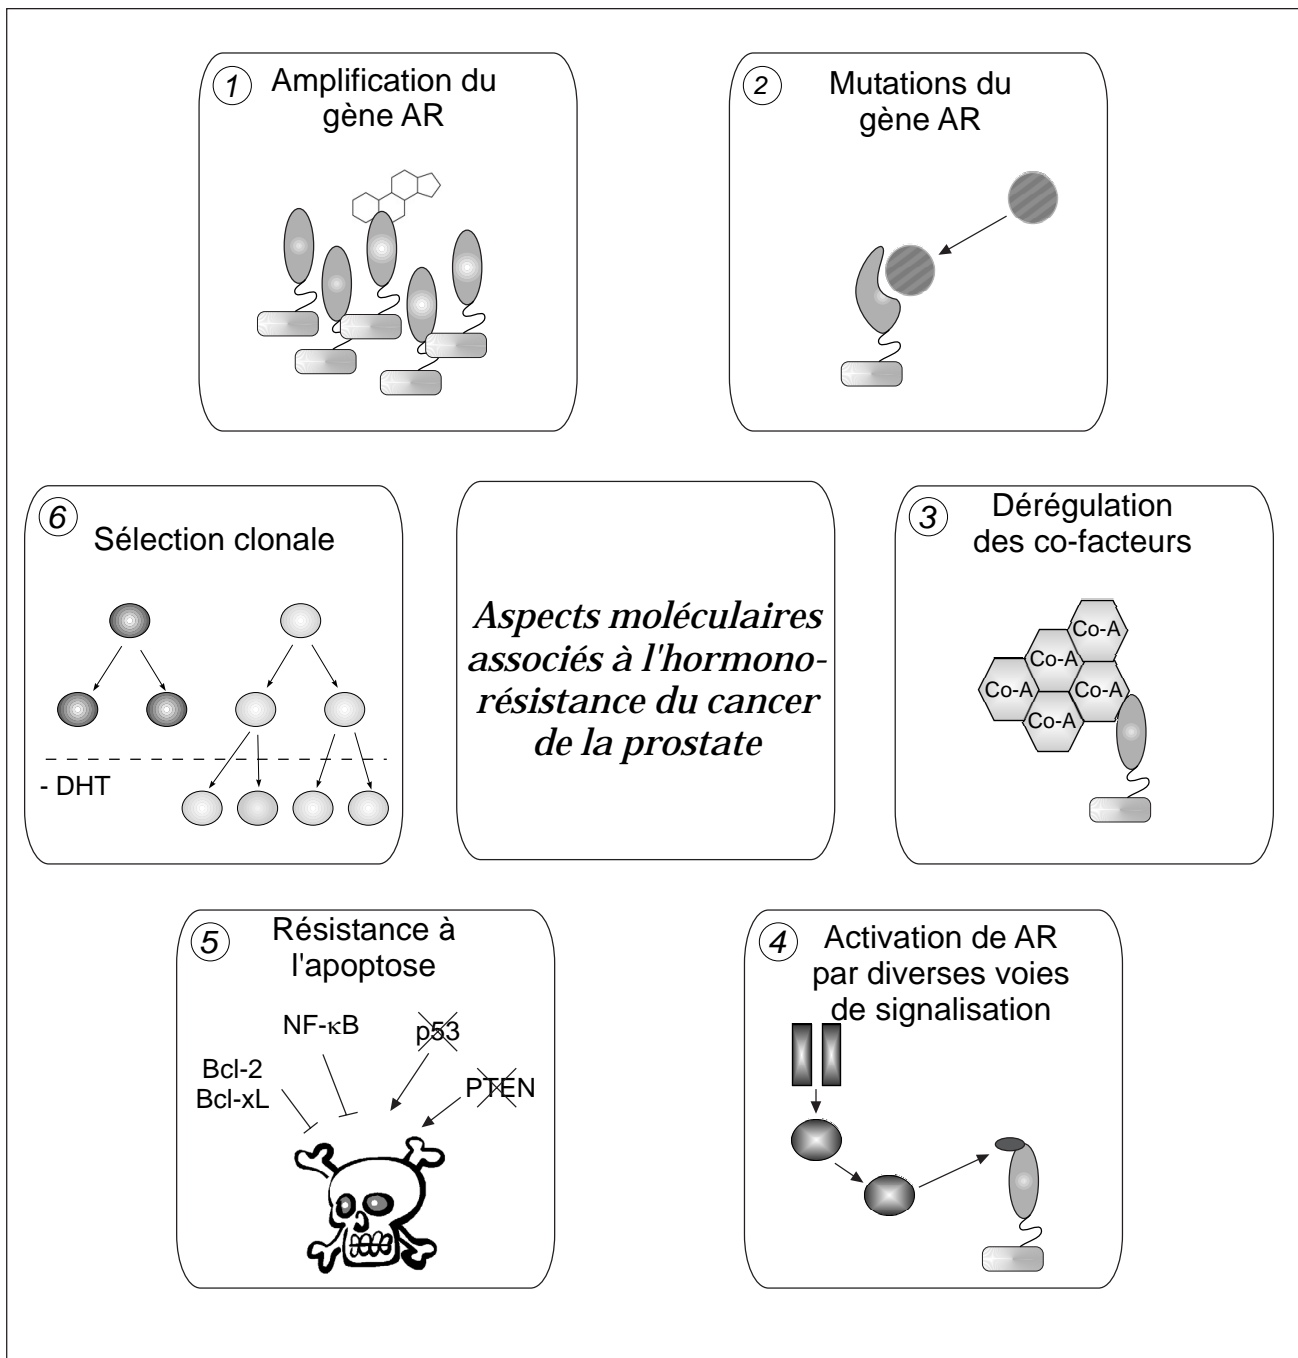 1
Amplification du
gène AR
2
Mutations du
gène AR
6
Sélection clonale
- DHT
Aspects moléculaires
associés à l'hormono-
résistance du cancer
de la prostate
3
Dérégulation
des co-facteurs
Co-A
Co-A
Co-A
Co-A
Co-A
5
Résistance à
l'apoptose
NF-κB
p53
Bcl-2
Bcl-xL
PTEN
4
Activation de AR
par diverses voies
de signalisation